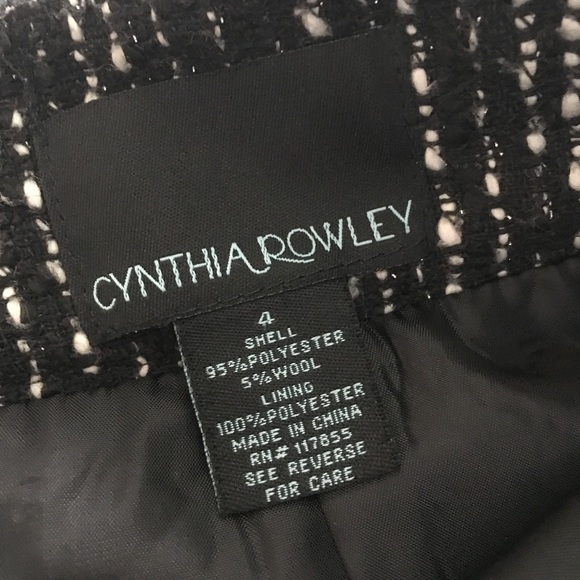 CYNTHIA ROWLEY
4
SHELL
95%POLYESTER
5%WOOL
LINING
100%POLYESTER
MADE IN CHINA
RN# 117855
SEE REVERSE
FOR CARE